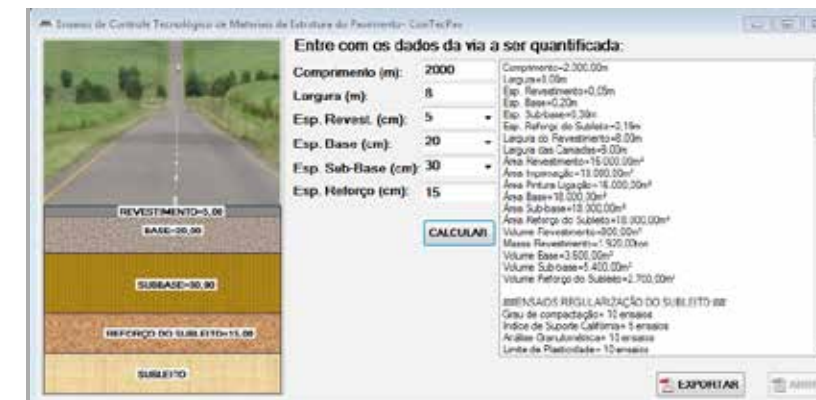 Sistema de Controle Tecnológico de Materiais de Estrutura do Pavimento- ConTecPav
Entre com os dados da via a ser quantificada:
Comprimento (m): 2000
Largura (m): 8
Esp. Revest. (cm): 5
Esp. Base (cm): 20
Esp. Sub-Base (cm): 30
Esp. Reforço (cm): 15
CALCULAR
REVESTIMENTO=5,00
BASE=20,00
SUBBASE=30,00
REFORÇO DO SUBLEITO=15,00
SUBLEITO
Comprimento=2.000,00m
Largura=8,00m
Esp. Revestimento=0,05m
Esp. Base=0,20m
Esp. Sub-base=0,30m
Esp. Reforço do Subleito=0,15m
Largura do Revestimento=8,00m
Largura das Camadas=9,00m
Área Revestimento=16.000,00m²
Área Imprimação=18.000,00m²
Área Pintura Ligação=16.000,00m²
Área Base=18.000,00m²
Área Sub-base=18.000,00m²
Área Reforço do Subleito=18.000,00m²
Volume Revestimento=800,00m³
Massa Revestimento=1.920,00ton
Volume Base=3.600,00m³
Volume Sub-base=5.400,00m³
Volume Reforço do Subleito=2.700,00m³
ENSAIOS REGULARIZAÇÃO DO SUBLEITO
Grau de compactação= 10 ensaios
Indice de Suporte Califórnia= 5 ensaios
Análise Granulométrica= 10 ensaios
Limite de Plasticidade= 10 ensaios
EXPORTAR